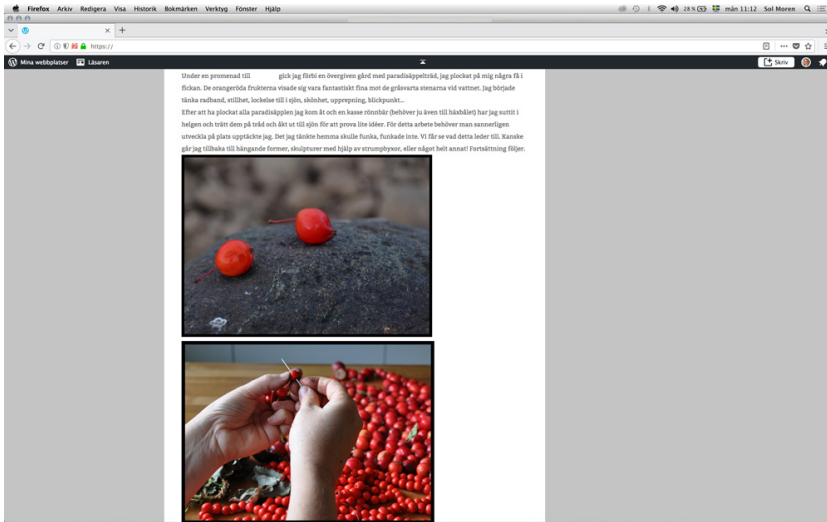 Firefox Arkiv Redigera Visa Historik Bokmärken Verktyg Fönster Hjälp 28 % mån 11:12 Sol Moren
https://
Mina webbplatser Läsaren Skriv
Under en promenad till gick jag förbi en övergiven gård med paradisäppelträd, jag plockat på mig några få i
fickan. De orangeröda frukterna visade sig vara fantastiskt fina mot de gråsvarta stenarna vid vattnet. Jag började
tänka radband, stillhet, lockelse till i sjön, skönhet, upprepning, blickpunkt...
Efter att ha plockat alla paradisäpplen jag kom åt och en kasse rönnbär (behöver ju även till häxbålet) har jag suttit i
helgen och trätt dem på tråd och åkt ut till sjön för att prova lite idéer. För detta arbete behöver man sannerligen
utveckla på plats upptäckte jag. Det jag tänkte hemma skulle funka, funkade inte. Vi får se vad detta leder till. Kanske
går jag tillbaka till hängande former, skulpturer med hjälp av strumpbyxor, eller något helt annat! Fortsättning följer.